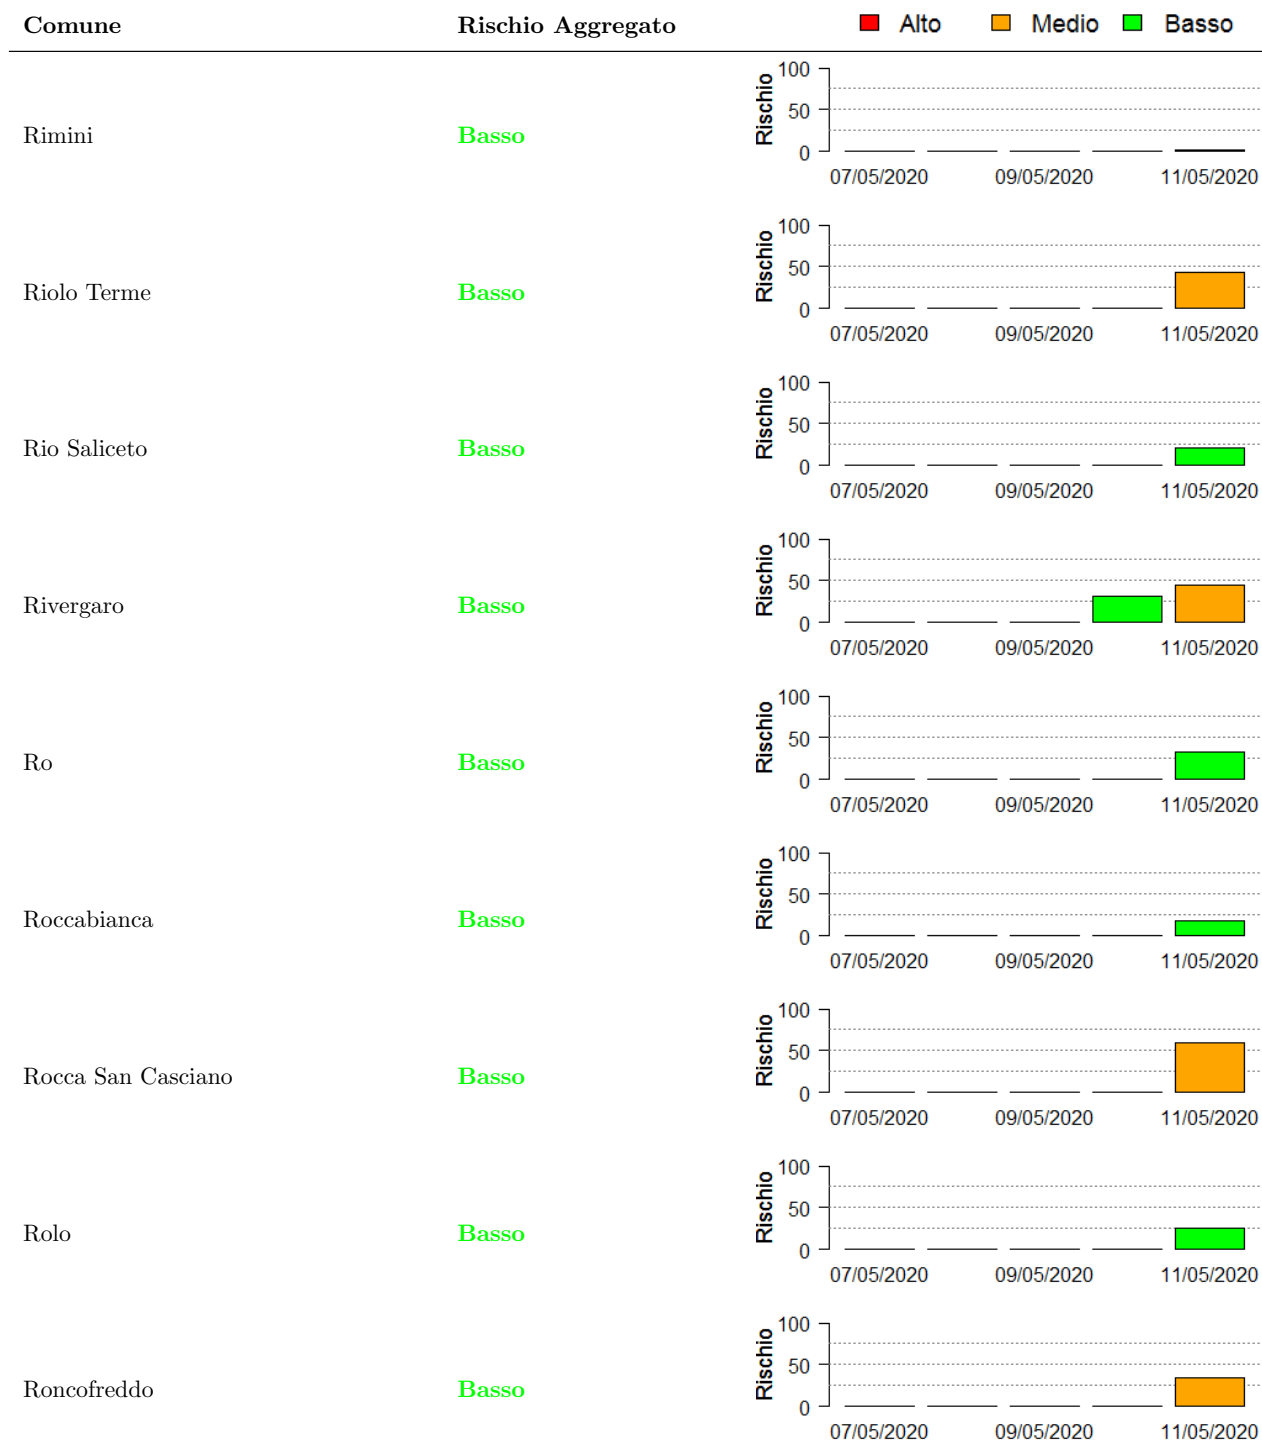 Comune Rischio Aggregato Alto Medio Basso
100
50
0
Rischio
Rimini Basso
07/05/2020 09/05/2020 11/05/2020
100
50
0
Rischio
Riolo Terme Basso
07/05/2020 09/05/2020 11/05/2020
100
50
0
Rischio
Rio Saliceto Basso
07/05/2020 09/05/2020 11/05/2020
100
50
0
Rischio
Rivergaro Basso
07/05/2020 09/05/2020 11/05/2020
100
50
0
Rischio
Ro Basso
07/05/2020 09/05/2020 11/05/2020
100
50
0
Rischio
Roccabianca Basso
07/05/2020 09/05/2020 11/05/2020
100
50
0
Rischio
Rocca San Casciano Basso
07/05/2020 09/05/2020 11/05/2020
100
50
0
Rischio
Rolo Basso
07/05/2020 09/05/2020 11/05/2020
100
50
0
Rischio
Roncofreddo Basso
07/05/2020 09/05/2020 11/05/2020